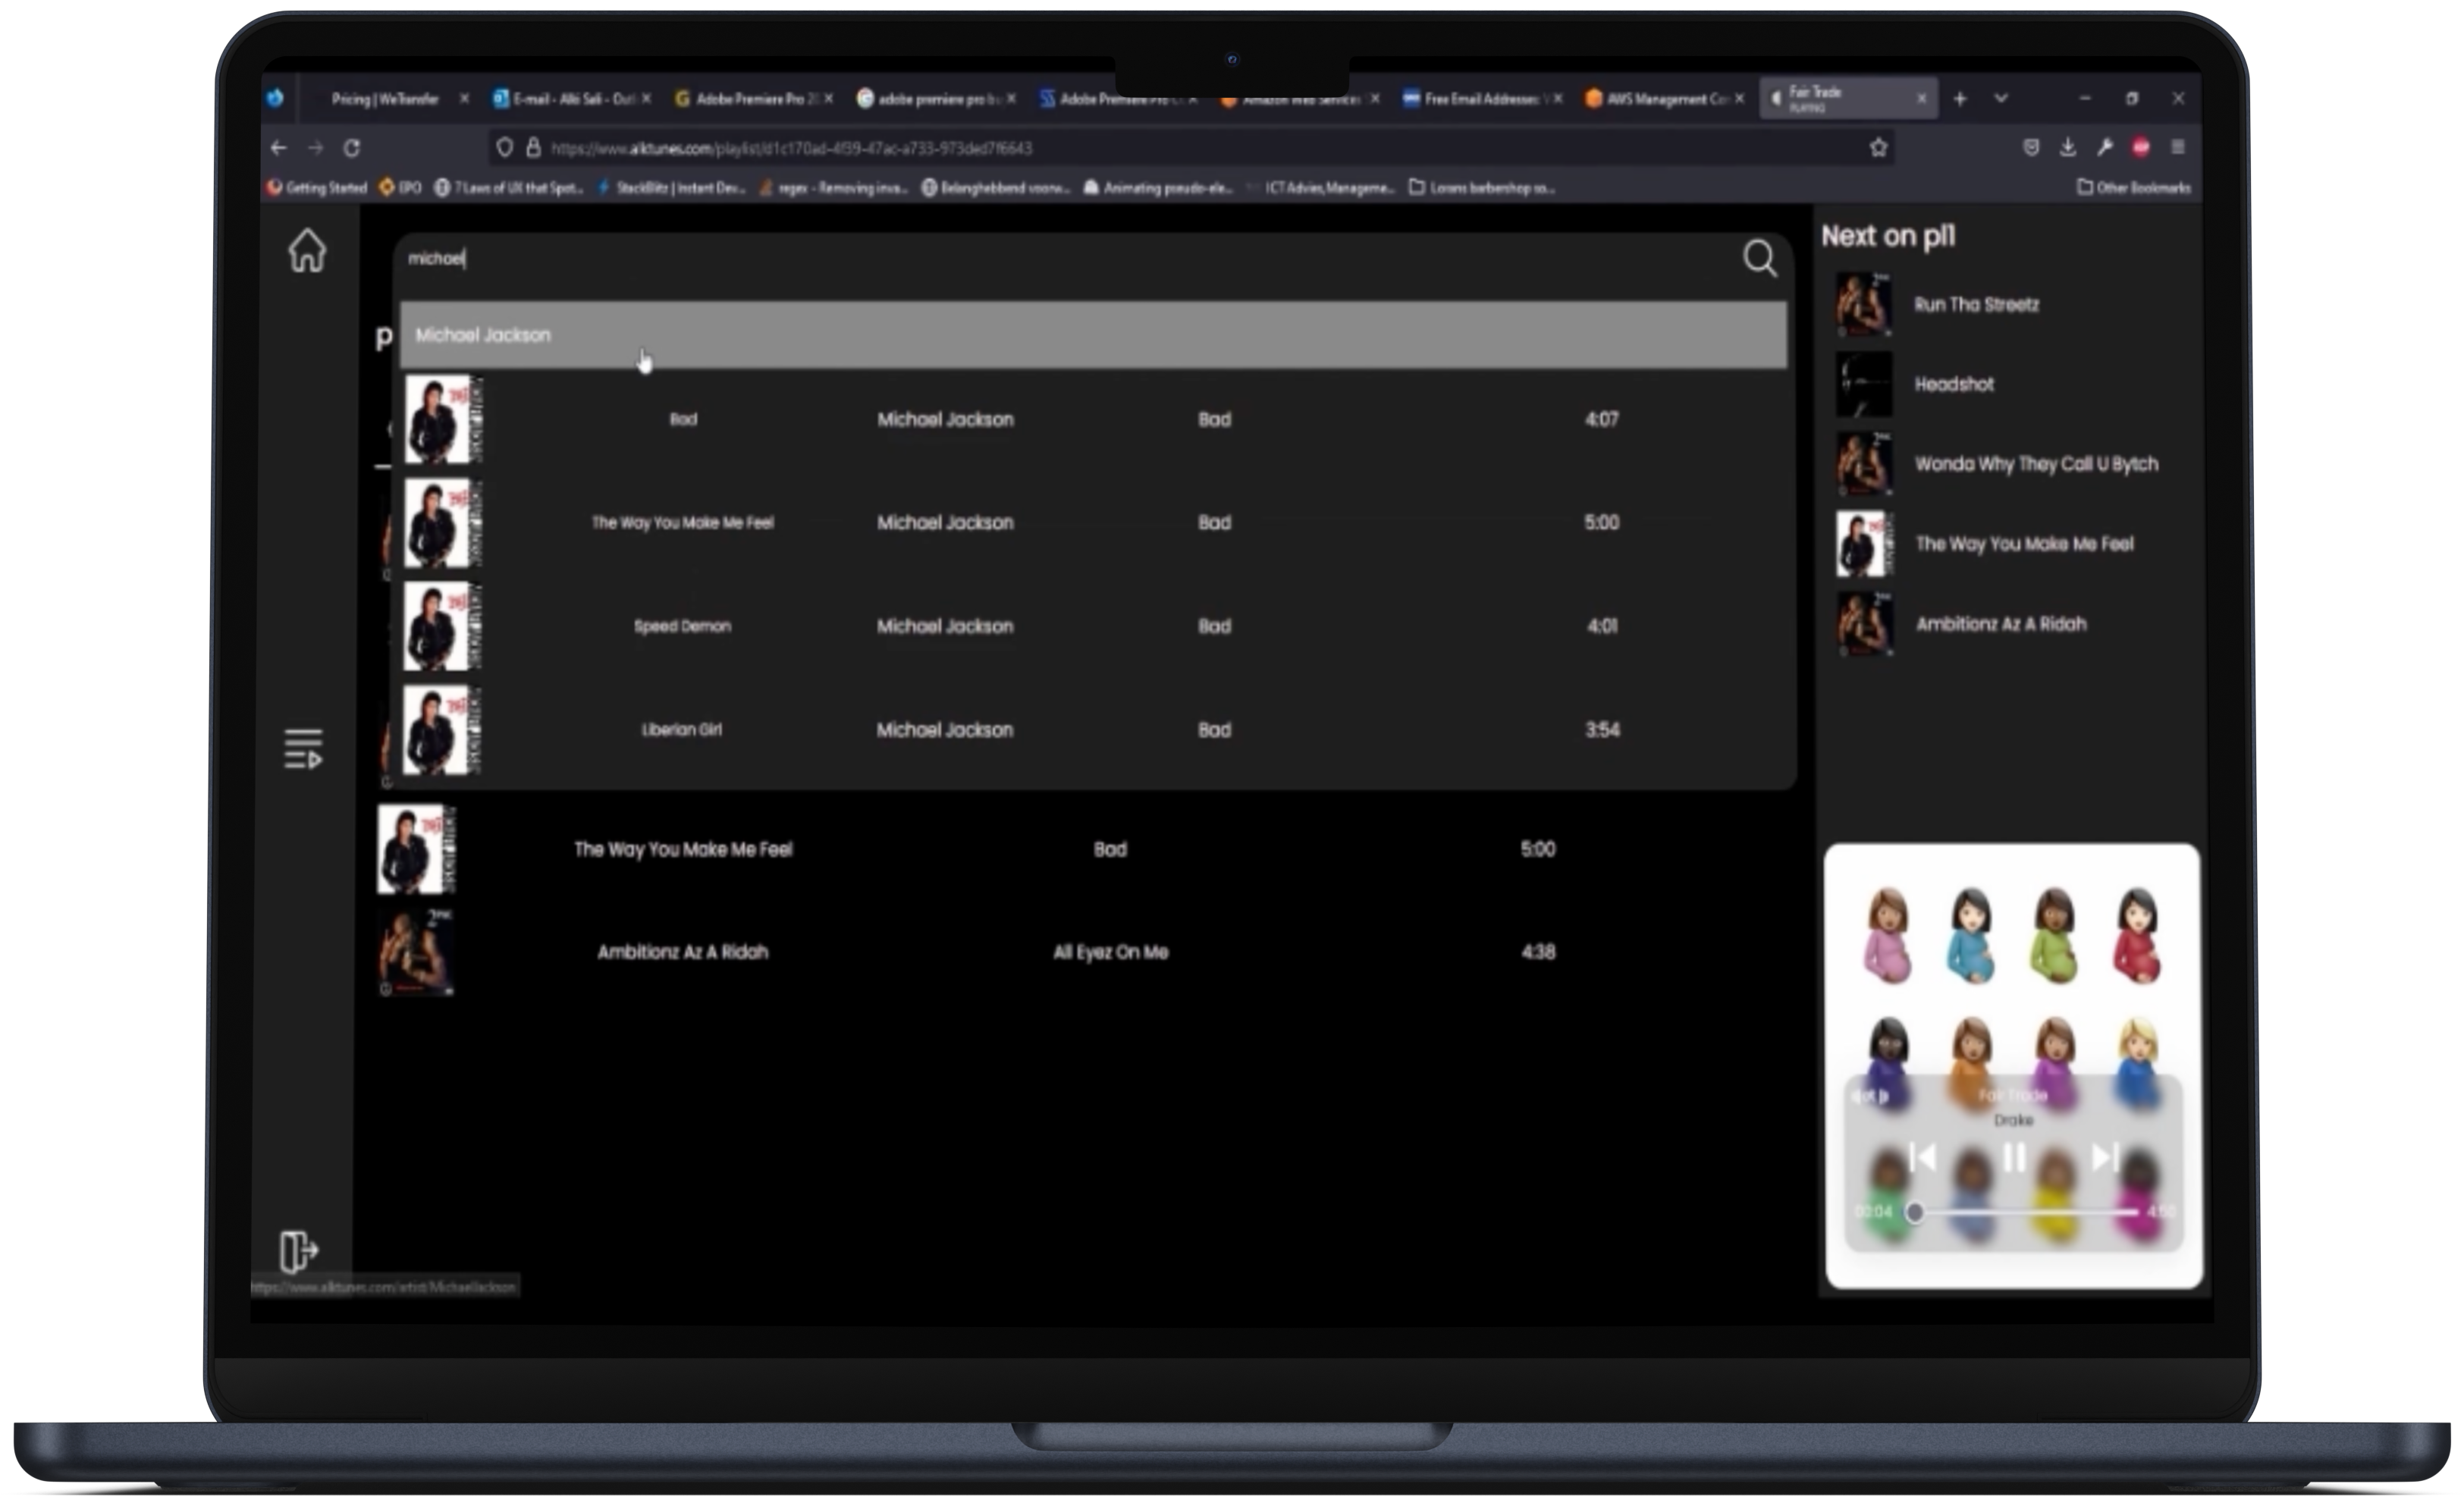 Pricing | WeTransfer
E-mail - Alki Sali - Out
Adobe Premiere Pro 2
adobe premiere pro bu
Adobe Premiere Pro
Amazon Web Services
Free Email Addresses: V
AWS Management Con
Fair Trade
PLAYING
https://www.alktunes.com/playlist/d1c170ad-4f39-47ac-a733-973ded7f6643
Getting Started
EPO
7 Laws of UX that Spot...
StackBlitz | Instant Dev...
regex - Removing inva...
Belanghebbend voorw...
Animating pseudo-ele...
ICT Advies, Manageme...
Lorans barbershop so...
Other Bookmarks
michael
Michael Jackson
p
Bad Michael Jackson Bad 4:07
The Way You Make Me Feel Michael Jackson Bad 5:00
Speed Demon Michael Jackson Bad 4:01
Liberian Girl Michael Jackson Bad 3:54
The Way You Make Me Feel Bad 5:00
Ambitionz Az A Ridah All Eyez On Me 4:38
Next on pl1
Run Tha Streetz
Headshot
Wonda Why They Call U Bytch
The Way You Make Me Feel
Ambitionz Az A Ridah
Fair Trade
Drake
00:04
https://www.alktunes.com/artist/MichaelJackson